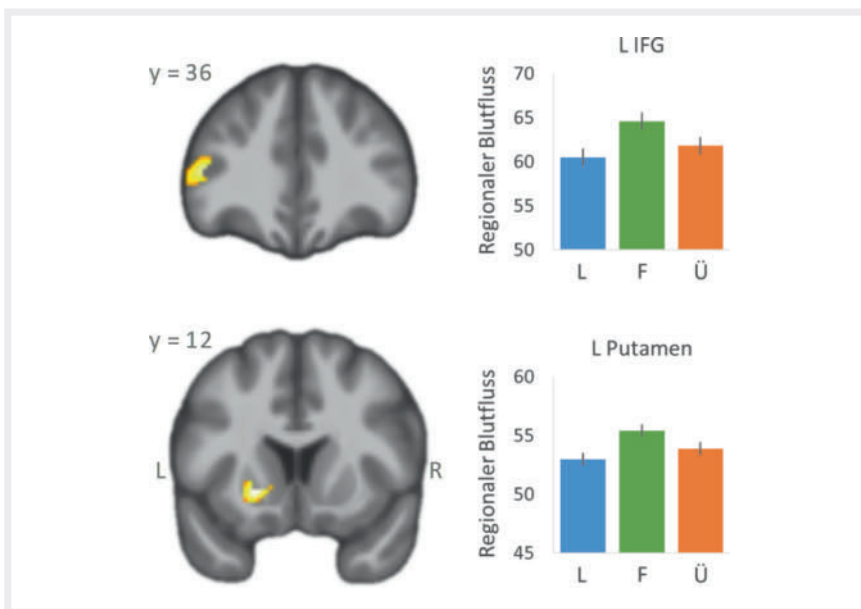 y = 36
L IFG
Regionaler Blutfluss
70
65
60
55
50
L F Ü
y = 12
L
R
L Putamen
Regionaler Blutfluss
60
55
50
45
L F Ü